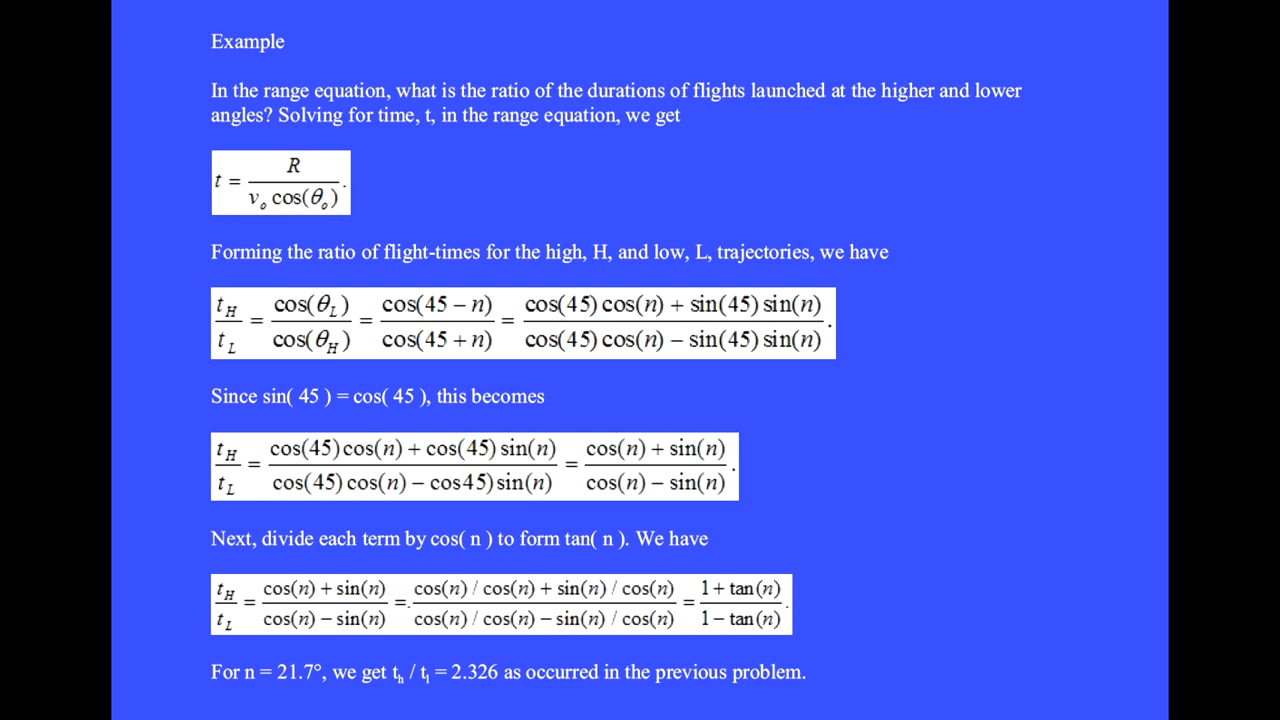 Example
In the range equation, what is the ratio of the durations of flights launched at the higher and lower
angles? Solving for time, t, in the range equation, we get
t = R / (v_o cos(θ_o)).
Forming the ratio of flight-times for the high, H, and low, L, trajectories, we have
t_H / t_L = cos(θ_L) / cos(θ_H) = cos(45 − n) / cos(45 + n) = (cos(45) cos(n) + sin(45) sin(n)) / (cos(45) cos(n) − sin(45) sin(n)).
Since sin( 45 ) = cos( 45 ), this becomes
t_H / t_L = (cos(45) cos(n) + cos(45) sin(n)) / (cos(45) cos(n) − cos45) sin(n)) = (cos(n) + sin(n)) / (cos(n) − sin(n)).
Next, divide each term by cos( n ) to form tan( n ). We have
t_H / t_L = (cos(n) + sin(n)) / (cos(n) − sin(n)) =. (cos(n) / cos(n) + sin(n) / cos(n)) / (cos(n) / cos(n) − sin(n) / cos(n)) = (1 + tan(n)) / (1 − tan(n)).
For n = 21.7°, we get t_h / t_l = 2.326 as occurred in the previous problem.